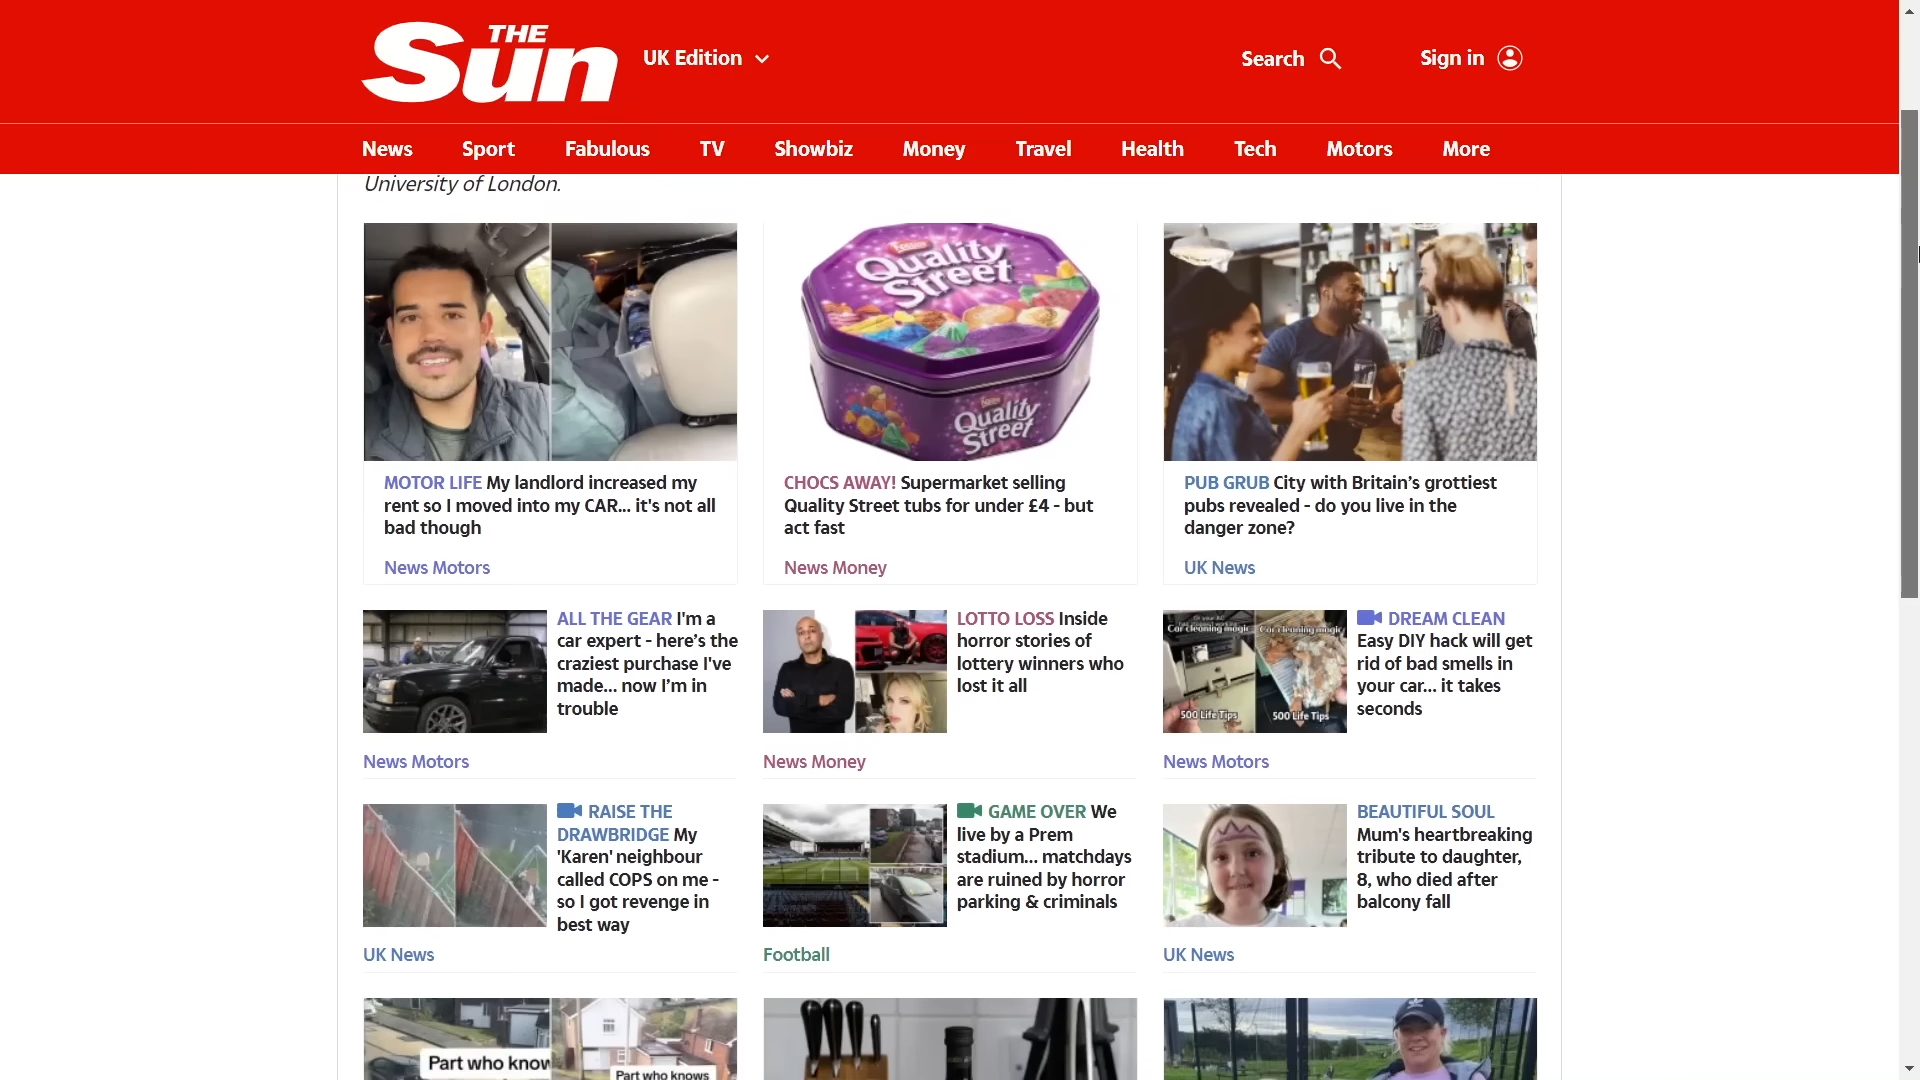 THE
Sun
UK Edition
Search
Sign in
News Sport Fabulous TV Showbiz Money Travel Health Tech Motors More
University of London.
Nestle
Quality
Street
Nestle
Quality
Street
MOTOR LIFE My landlord increased my
rent so I moved into my CAR... it's not all
bad though
News Motors
CHOCS AWAY! Supermarket selling
Quality Street tubs for under £4 - but
act fast
News Money
PUB GRUB City with Britain’s grottiest
pubs revealed - do you live in the
danger zone?
UK News
ALL THE GEAR I'm a
car expert - here’s the
craziest purchase I've
made... now I’m in
trouble
News Motors
LOTTO LOSS Inside
horror stories of
lottery winners who
lost it all
News Money
Car cleaning magic
Car cleaning magic
500 Life Tips
500 Life Tips
DREAM CLEAN
Easy DIY hack will get
rid of bad smells in
your car... it takes
seconds
News Motors
RAISE THE
DRAWBRIDGE My
'Karen' neighbour
called COPS on me -
so I got revenge in
best way
UK News
GAME OVER We
live by a Prem
stadium... matchdays
are ruined by horror
parking & criminals
Football
BEAUTIFUL SOUL
Mum's heartbreaking
tribute to daughter,
8, who died after
balcony fall
UK News
Part who know
Part who knows